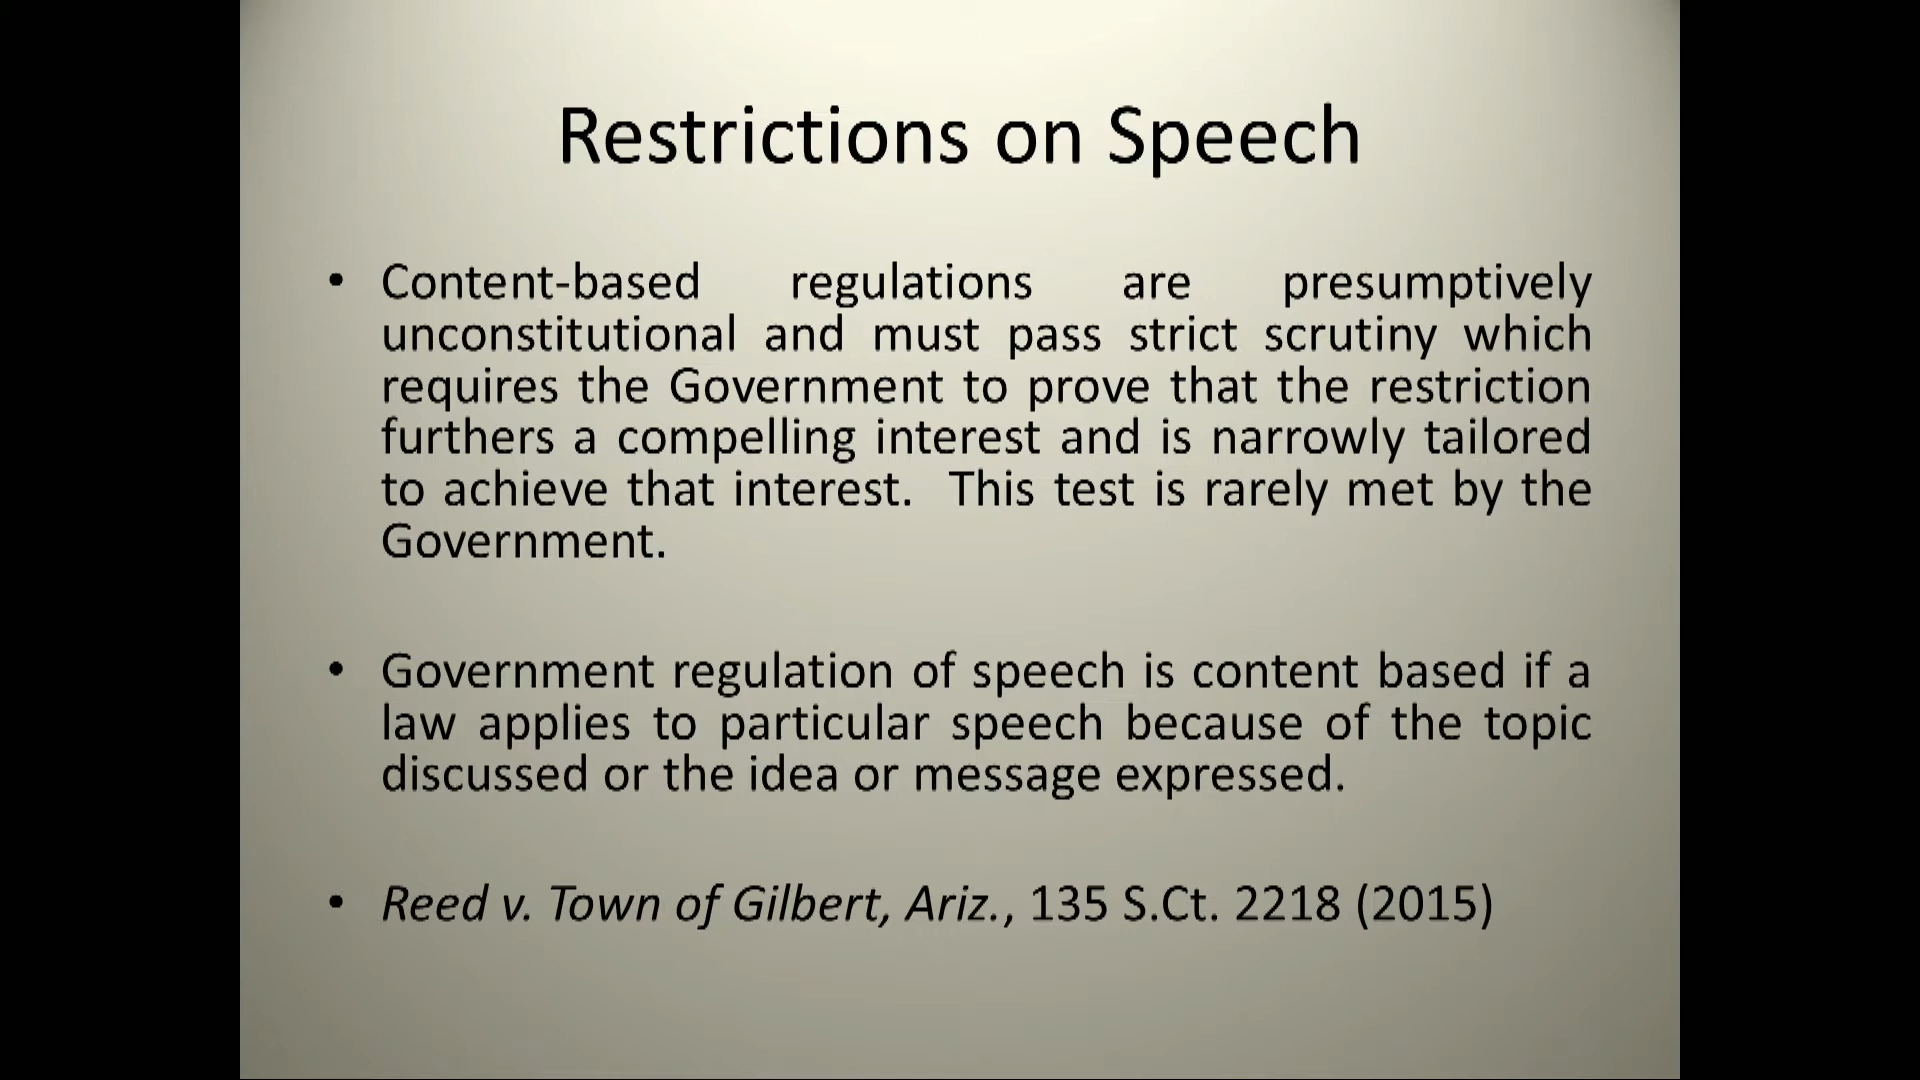 Restrictions on Speech
• Content-based regulations are presumptively
unconstitutional and must pass strict scrutiny which
requires the Government to prove that the restriction
furthers a compelling interest and is narrowly tailored
to achieve that interest.  This test is rarely met by the
Government.
• Government regulation of speech is content based if a
law applies to particular speech because of the topic
discussed or the idea or message expressed.
• Reed v. Town of Gilbert, Ariz., 135 S.Ct. 2218 (2015)